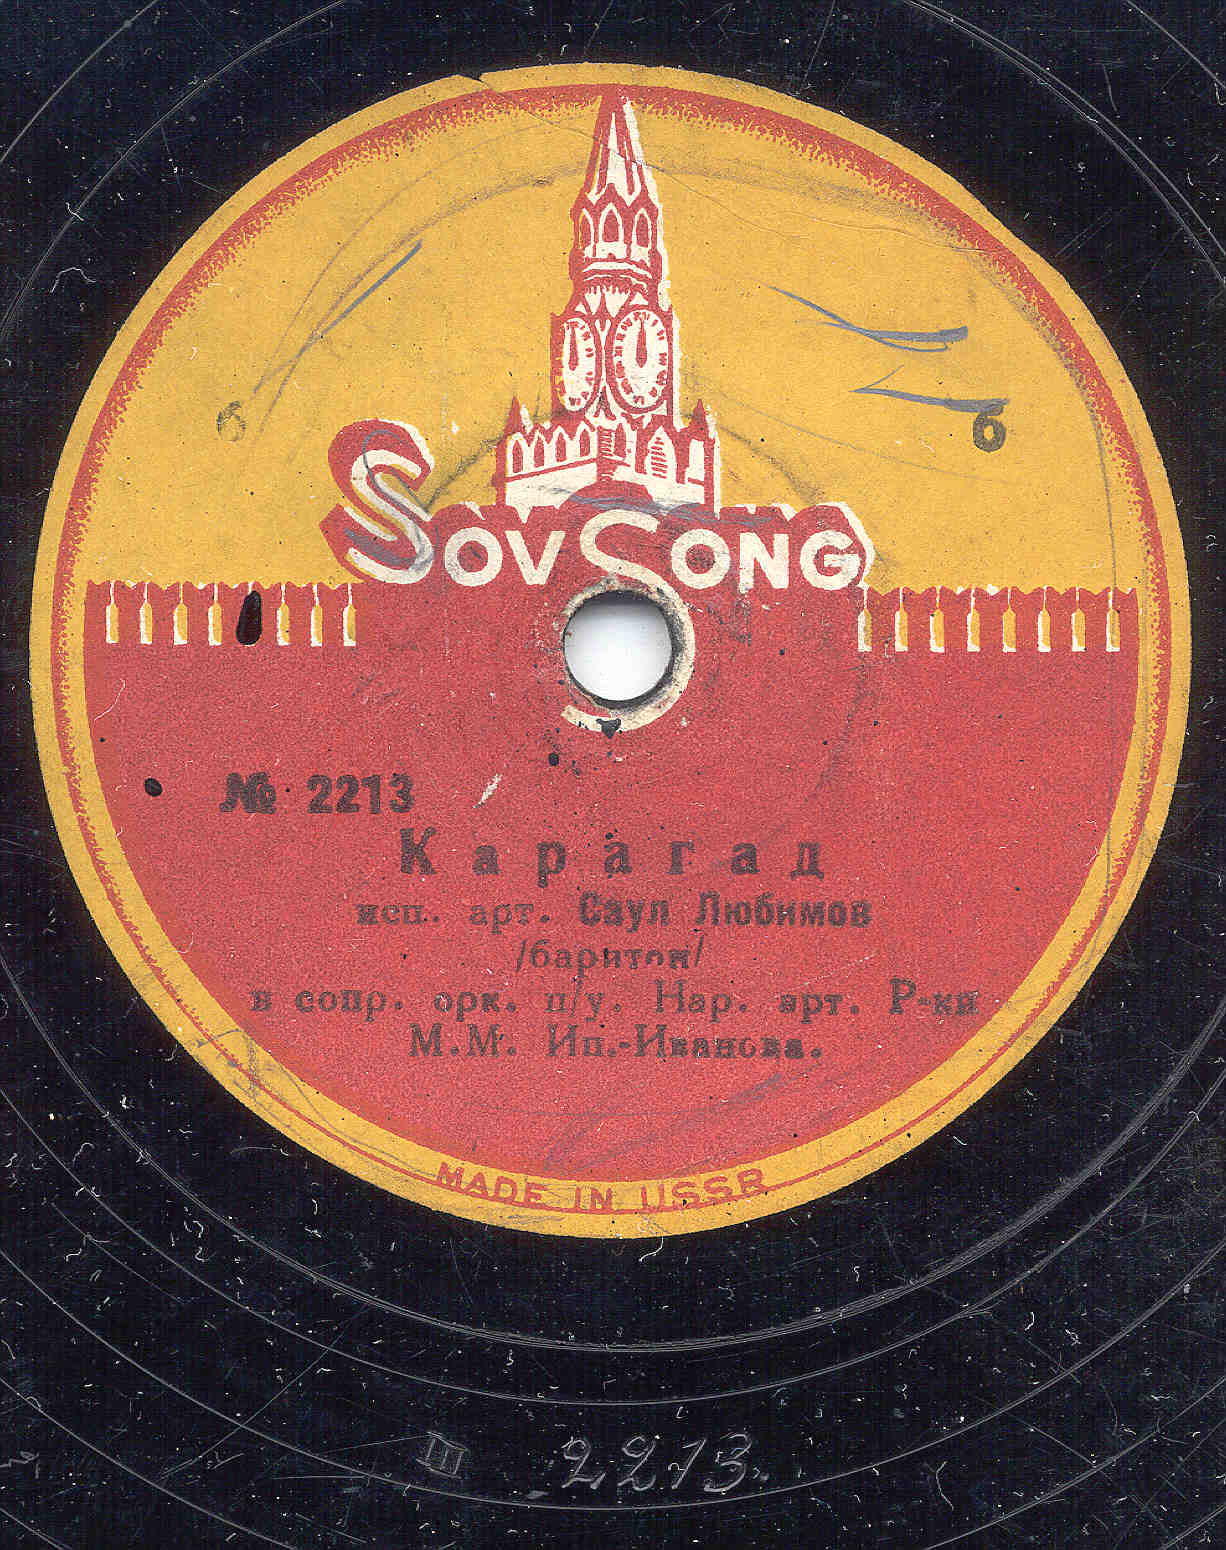 6
6
SOVSONG
№ 2213
Карагад
исп. арт. Саул Любимов
/баритон/
в сопр. орк. п/у. Нар. арт. Р-ки
М.М. Ип.-Иванова.
MADE IN USSR
2213.